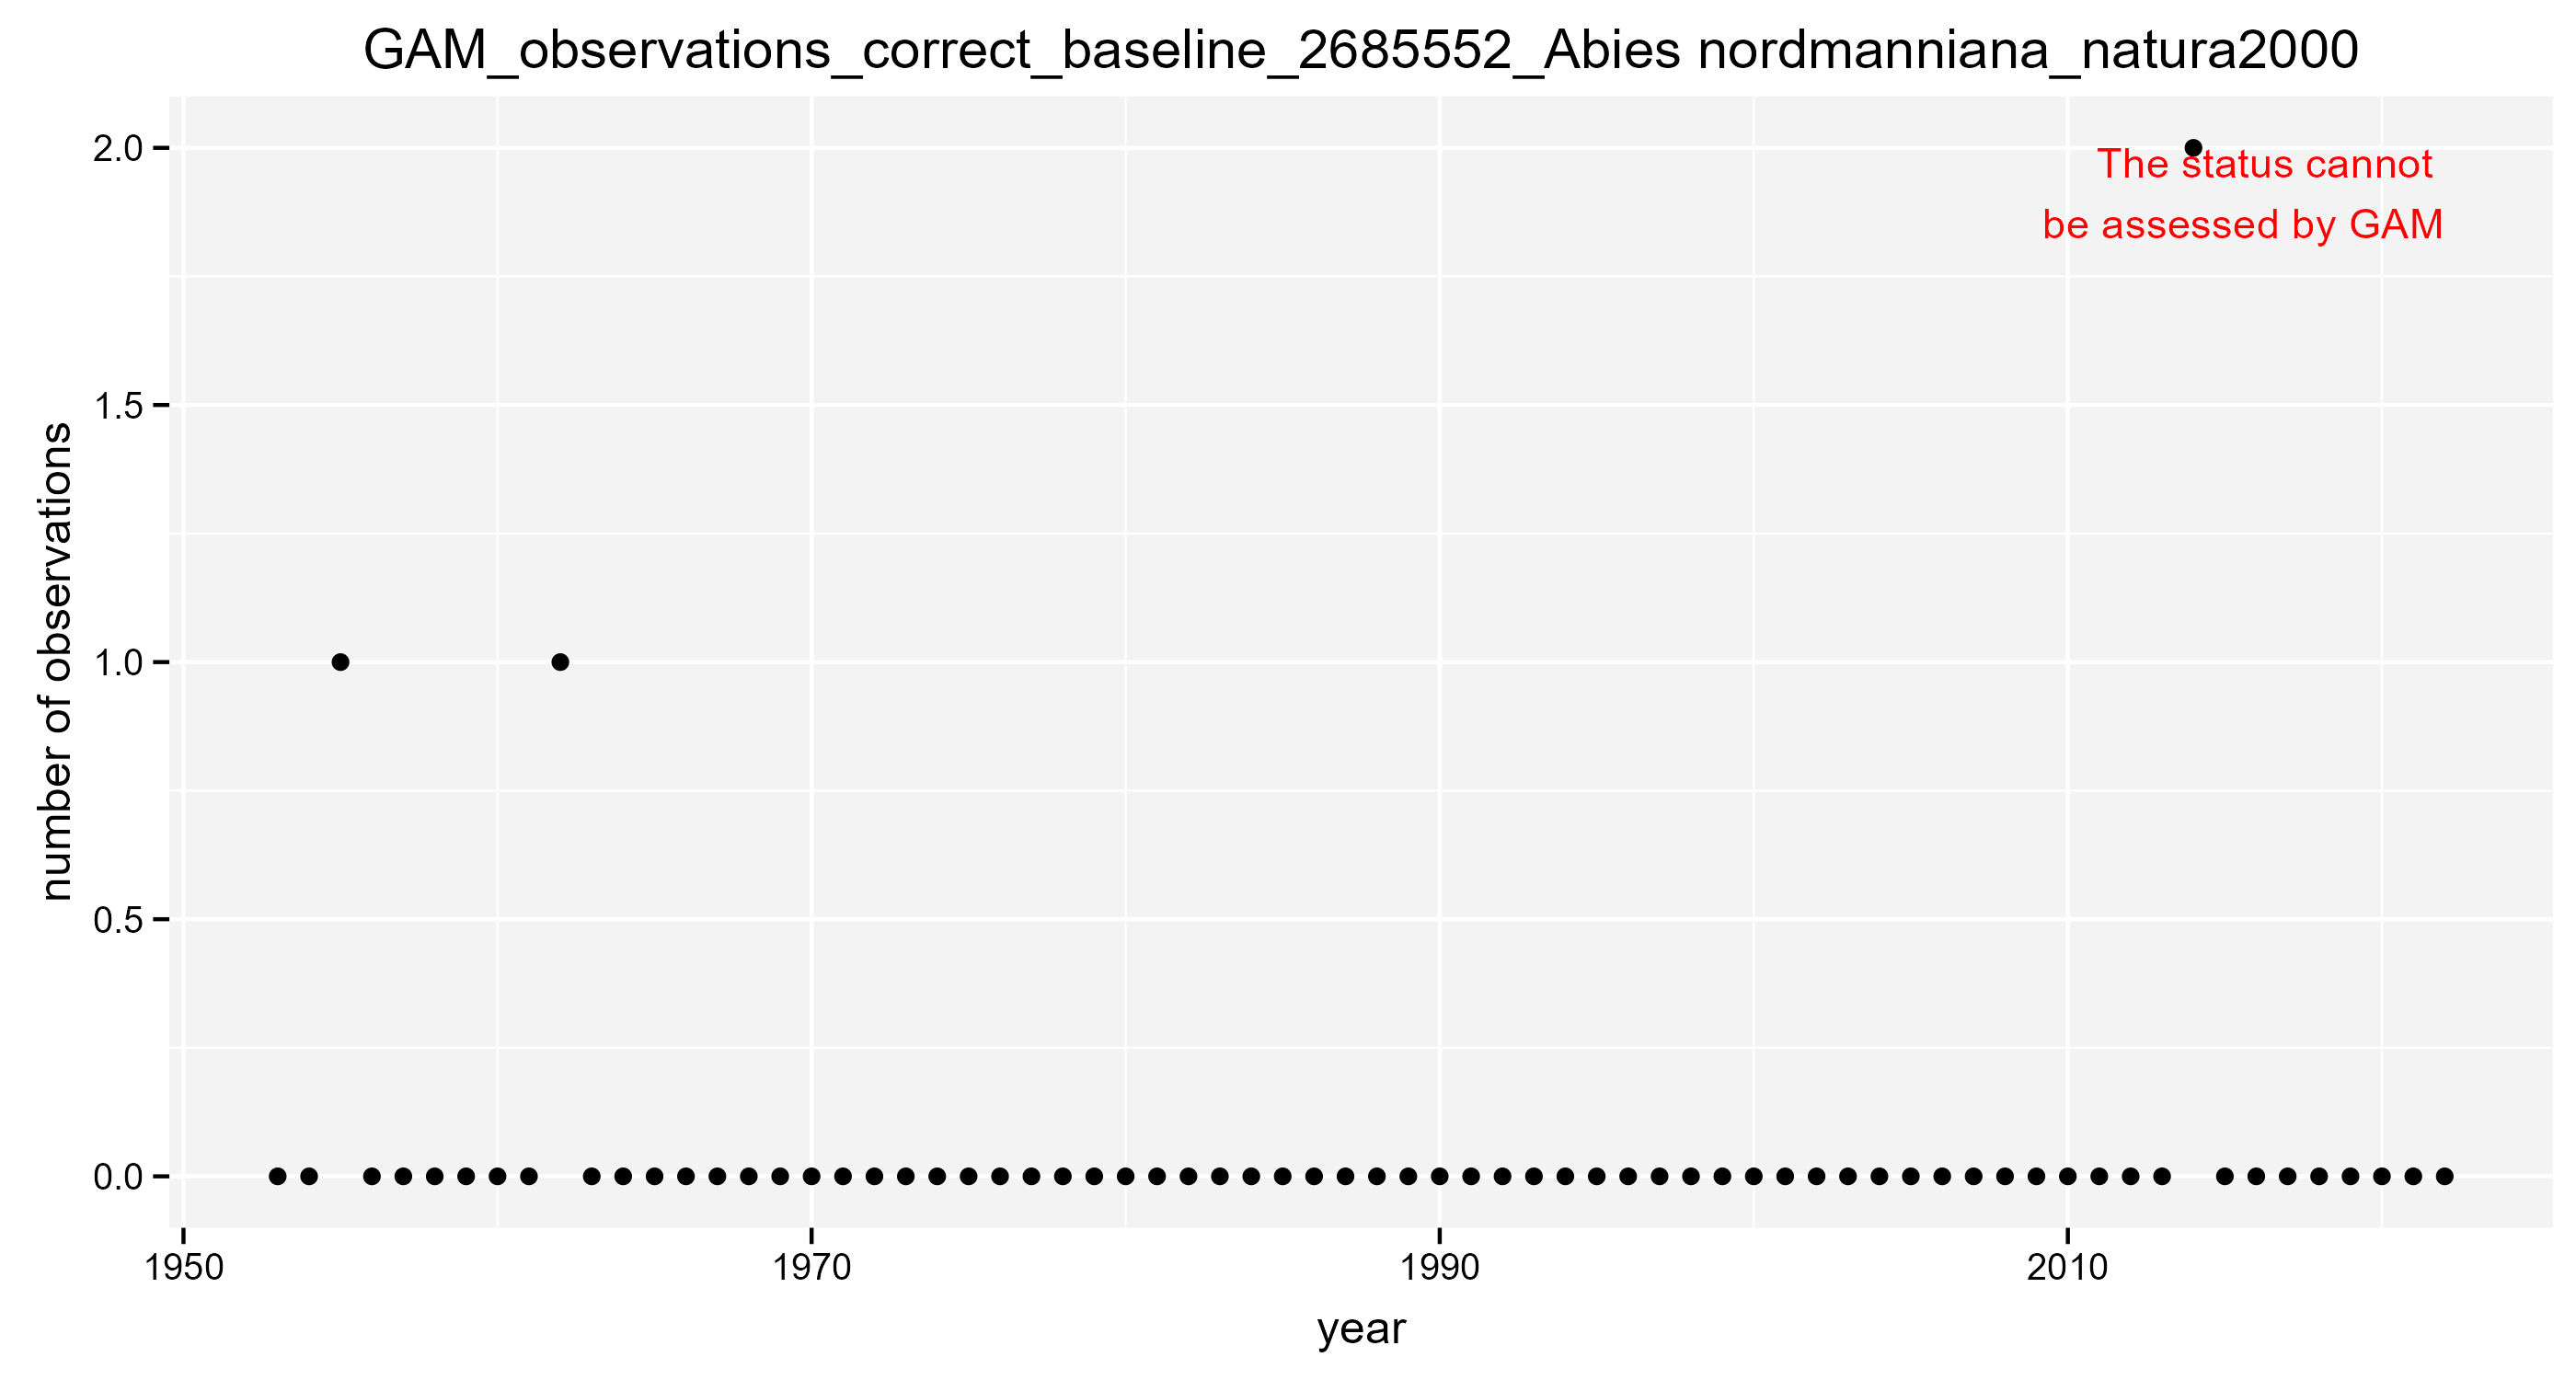 GAM_observations_correct_baseline_2685552_Abies nordmanniana_natura2000
2.0
The status cannot
be assessed by GAM
1.5
number of observations
1.0
0.5
0.0
1950 1970 1990 2010
year